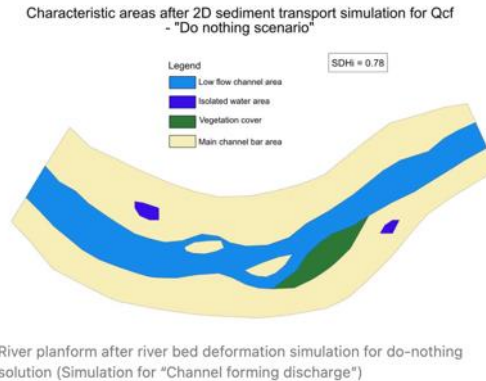 Characteristic areas after 2D sediment transport simulation for Qcf
- "Do nothing scenario"
Legend
SDHi = 0.78
Low flow channel area
Isolated water area
Vegetation cover
Main channel bar area
River planform after river bed deformation simulation for do-nothing
solution (Simulation for “Channel forming discharge”)